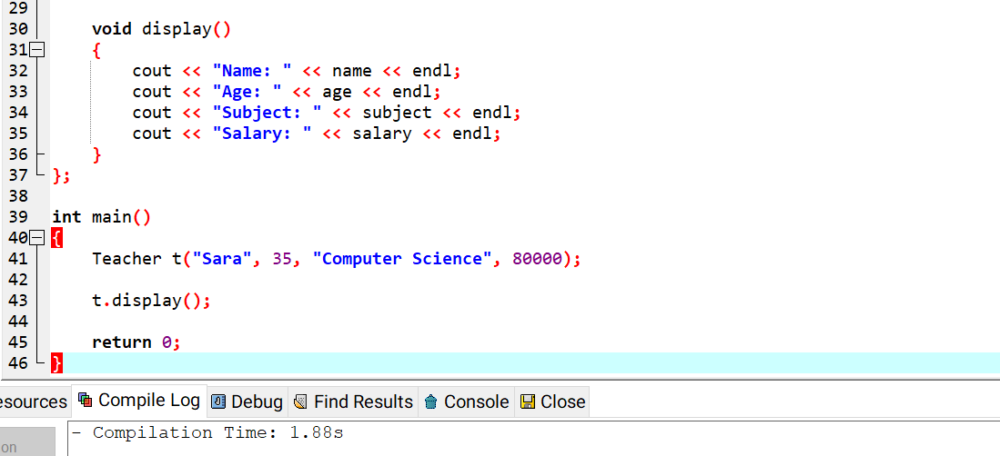 29
30     void display()
31     {
32         cout << "Name: " << name << endl;
33         cout << "Age: " << age << endl;
34         cout << "Subject: " << subject << endl;
35         cout << "Salary: " << salary << endl;
36     }
37 };
38
39 int main()
40 {
41     Teacher t("Sara", 35, "Computer Science", 80000);
42
43     t.display();
44
45     return 0;
46 }
esources Compile Log Debug Find Results Console Close
- Compilation Time: 1.88s
on